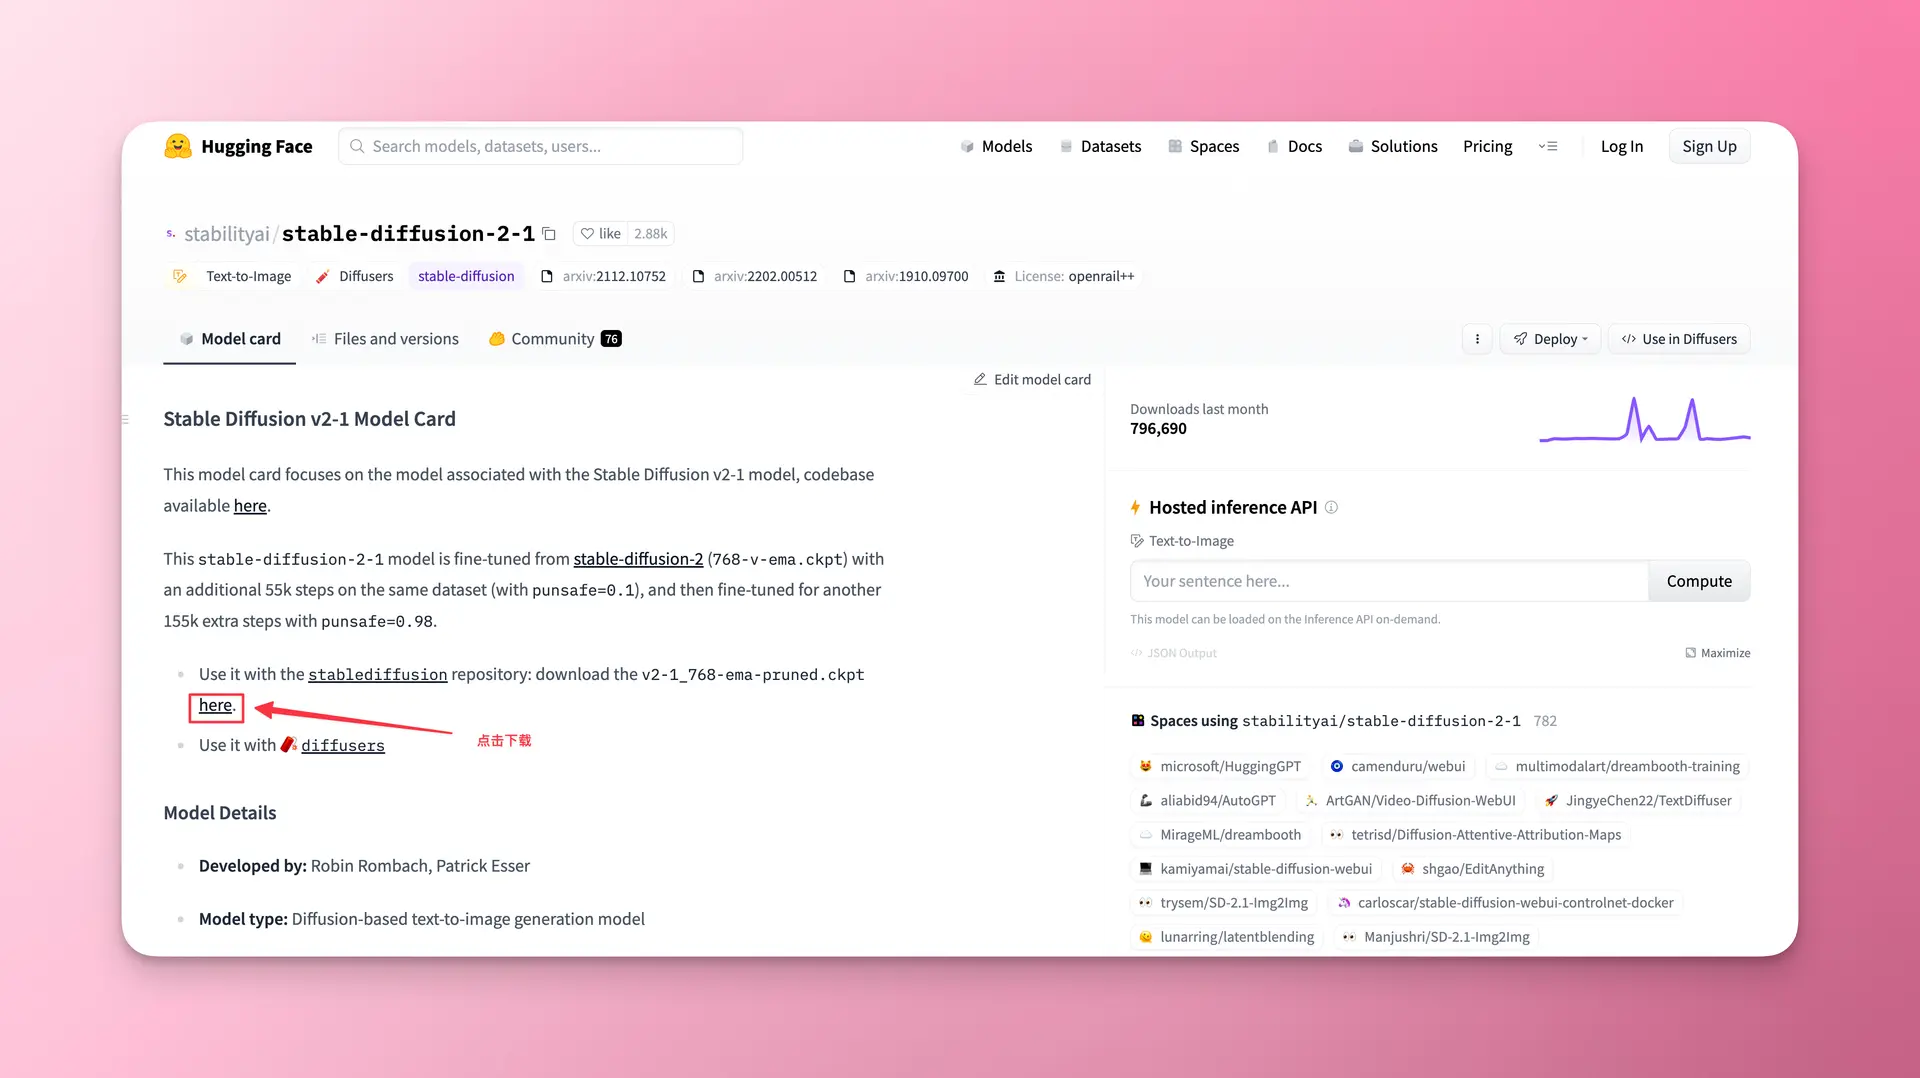 Hugging Face
Search models, datasets, users...
Models
Datasets
Spaces
Docs
Solutions
Pricing
Log In
Sign Up
s. stabilityai/stable-diffusion-2-1
like 2.88k
Text-to-Image
Diffusers
stable-diffusion
arxiv:2112.10752
arxiv:2202.00512
arxiv:1910.09700
License: openrail++
Model card
Files and versions
Community 76
Deploy
</> Use in Diffusers
Edit model card
Stable Diffusion v2-1 Model Card
This model card focuses on the model associated with the Stable Diffusion v2-1 model, codebase
available here.
This stable-diffusion-2-1 model is fine-tuned from stable-diffusion-2 (768-v-ema.ckpt) with
an additional 55k steps on the same dataset (with punsafe=0.1), and then fine-tuned for another
155k extra steps with punsafe=0.98.
Use it with the stablediffusion repository: download the v2-1_768-ema-pruned.ckpt
here.
点击下载
Use it with diffusers
Model Details
Developed by: Robin Rombach, Patrick Esser
Model type: Diffusion-based text-to-image generation model
Downloads last month
796,690
Hosted inference API
Text-to-Image
Your sentence here...
Compute
This model can be loaded on the Inference API on-demand.
</> JSON Output
Maximize
Spaces using stabilityai/stable-diffusion-2-1 782
microsoft/HuggingGPT
camenduru/webui
multimodalart/dreambooth-training
aliabid94/AutoGPT
ArtGAN/Video-Diffusion-WebUI
JingyeChen22/TextDiffuser
MirageML/dreambooth
tetrisd/Diffusion-Attentive-Attribution-Maps
kamiyamai/stable-diffusion-webui
shgao/EditAnything
trysem/SD-2.1-Img2Img
carloscar/stable-diffusion-webui-controlnet-docker
lunarring/latentblending
Manjushri/SD-2.1-Img2Img